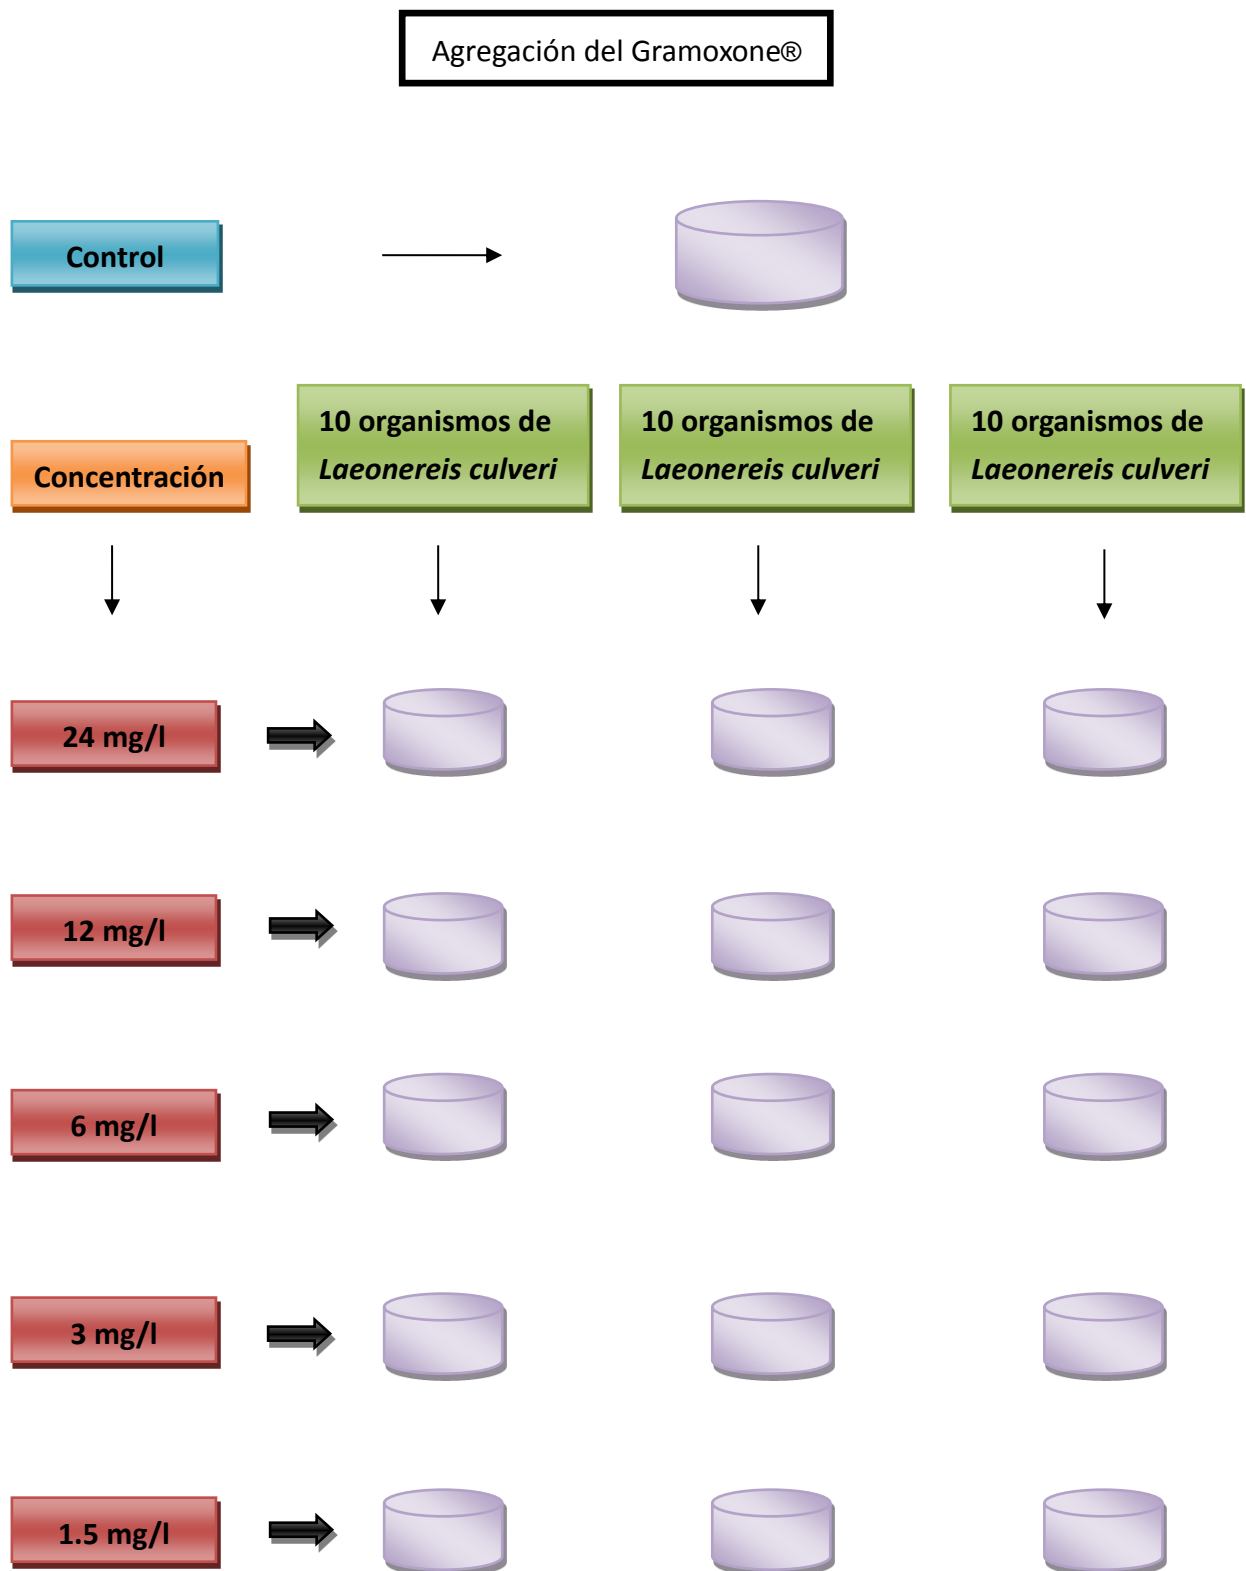 Agregación del Gramoxone®
Control
Concentración
10 organismos de
Laeonereis culveri
10 organismos de
Laeonereis culveri
10 organismos de
Laeonereis culveri
24 mg/l
12 mg/l
6 mg/l
3 mg/l
1.5 mg/l